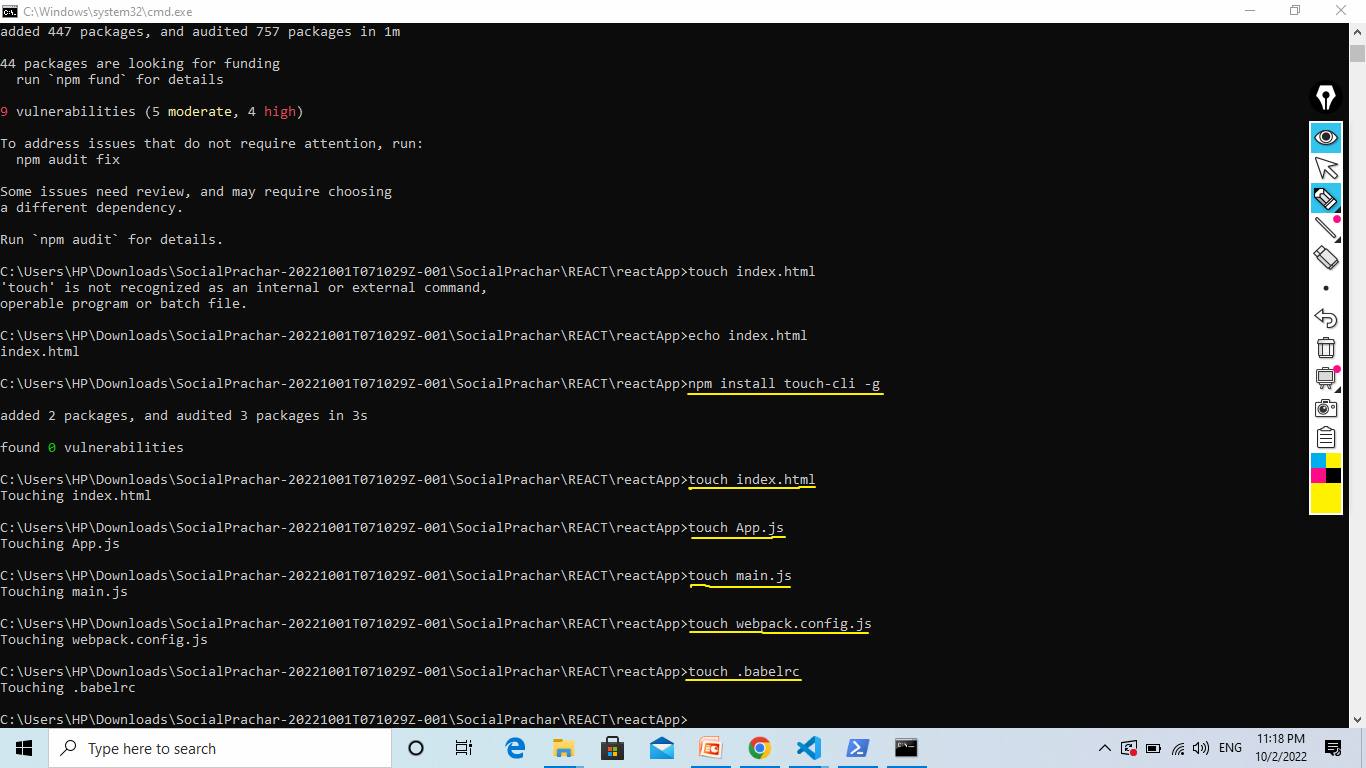 C:\Windows\system32\cmd.exe
added 447 packages, and audited 757 packages in 1m
44 packages are looking for funding
run `npm fund` for details
9 vulnerabilities (5 moderate, 4 high)
To address issues that do not require attention, run:
npm audit fix
Some issues need review, and may require choosing
a different dependency.
Run `npm audit` for details.
C:\Users\HP\Downloads\SocialPrachar-20221001T071029Z-001\SocialPrachar\REACT\reactApp>touch index.html
'touch' is not recognized as an internal or external command,
operable program or batch file.
C:\Users\HP\Downloads\SocialPrachar-20221001T071029Z-001\SocialPrachar\REACT\reactApp>echo index.html
index.html
C:\Users\HP\Downloads\SocialPrachar-20221001T071029Z-001\SocialPrachar\REACT\reactApp>npm install touch-cli -g
added 2 packages, and audited 3 packages in 3s
found 0 vulnerabilities
C:\Users\HP\Downloads\SocialPrachar-20221001T071029Z-001\SocialPrachar\REACT\reactApp>touch index.html
Touching index.html
C:\Users\HP\Downloads\SocialPrachar-20221001T071029Z-001\SocialPrachar\REACT\reactApp>touch App.js
Touching App.js
C:\Users\HP\Downloads\SocialPrachar-20221001T071029Z-001\SocialPrachar\REACT\reactApp>touch main.js
Touching main.js
C:\Users\HP\Downloads\SocialPrachar-20221001T071029Z-001\SocialPrachar\REACT\reactApp>touch webpack.config.js
Touching webpack.config.js
C:\Users\HP\Downloads\SocialPrachar-20221001T071029Z-001\SocialPrachar\REACT\reactApp>touch .babelrc
Touching .babelrc
C:\Users\HP\Downloads\SocialPrachar-20221001T071029Z-001\SocialPrachar\REACT\reactApp>
Type here to search
ENG
11:18 PM
10/2/2022